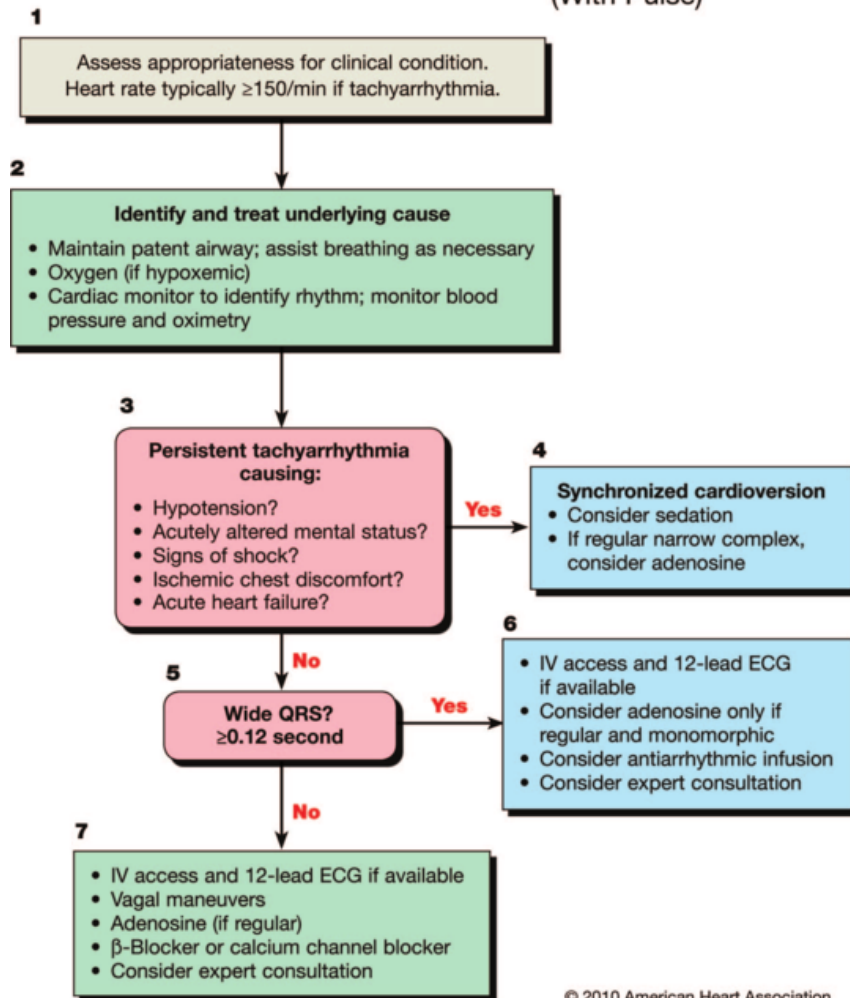 (With Pulse)
1
Assess appropriateness for clinical condition.
Heart rate typically ≥150/min if tachyarrhythmia.
2
Identify and treat underlying cause
• Maintain patent airway; assist breathing as necessary
• Oxygen (if hypoxemic)
• Cardiac monitor to identify rhythm; monitor blood
pressure and oximetry
3
Persistent tachyarrhythmia
causing:
• Hypotension?
• Acutely altered mental status?
• Signs of shock?
• Ischemic chest discomfort?
• Acute heart failure?
Yes
4
Synchronized cardioversion
• Consider sedation
• If regular narrow complex,
consider adenosine
No
5
Wide QRS?
≥0.12 second
Yes
6
• IV access and 12-lead ECG
if available
• Consider adenosine only if
regular and monomorphic
• Consider antiarrhythmic infusion
• Consider expert consultation
No
7
• IV access and 12-lead ECG if available
• Vagal maneuvers
• Adenosine (if regular)
• β-Blocker or calcium channel blocker
• Consider expert consultation
© 2010 American Heart Association